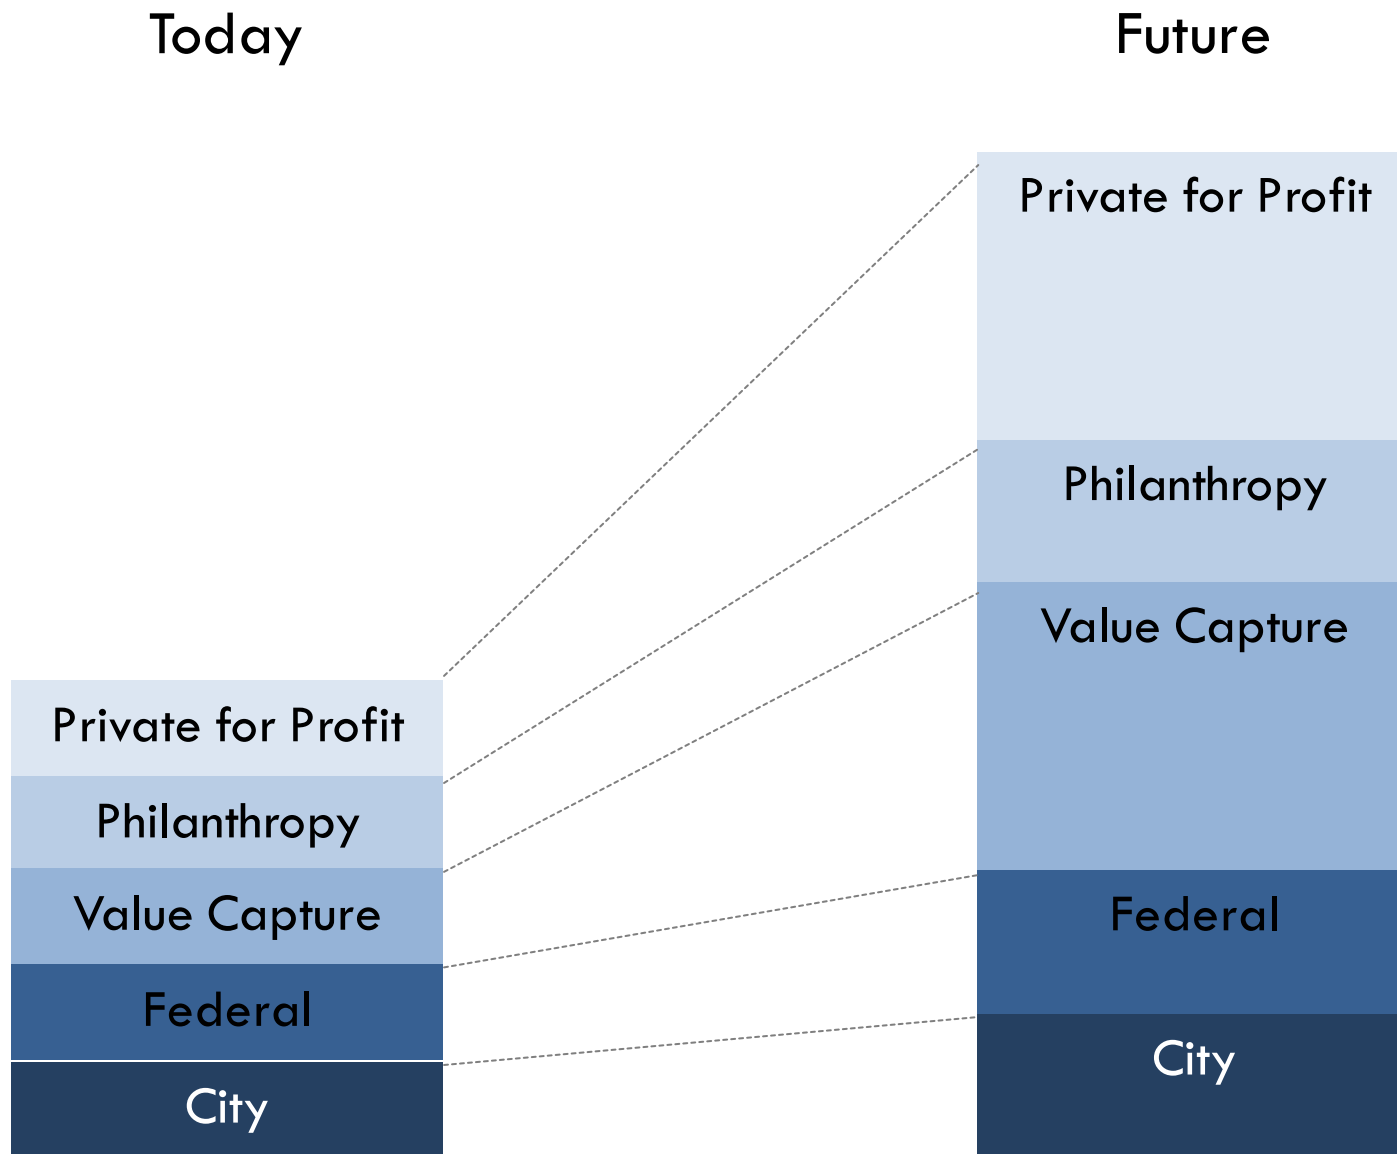 Today
Future
Private for Profit
Philanthropy
Value Capture
Federal
City
Private for Profit
Philanthropy
Value Capture
Federal
City